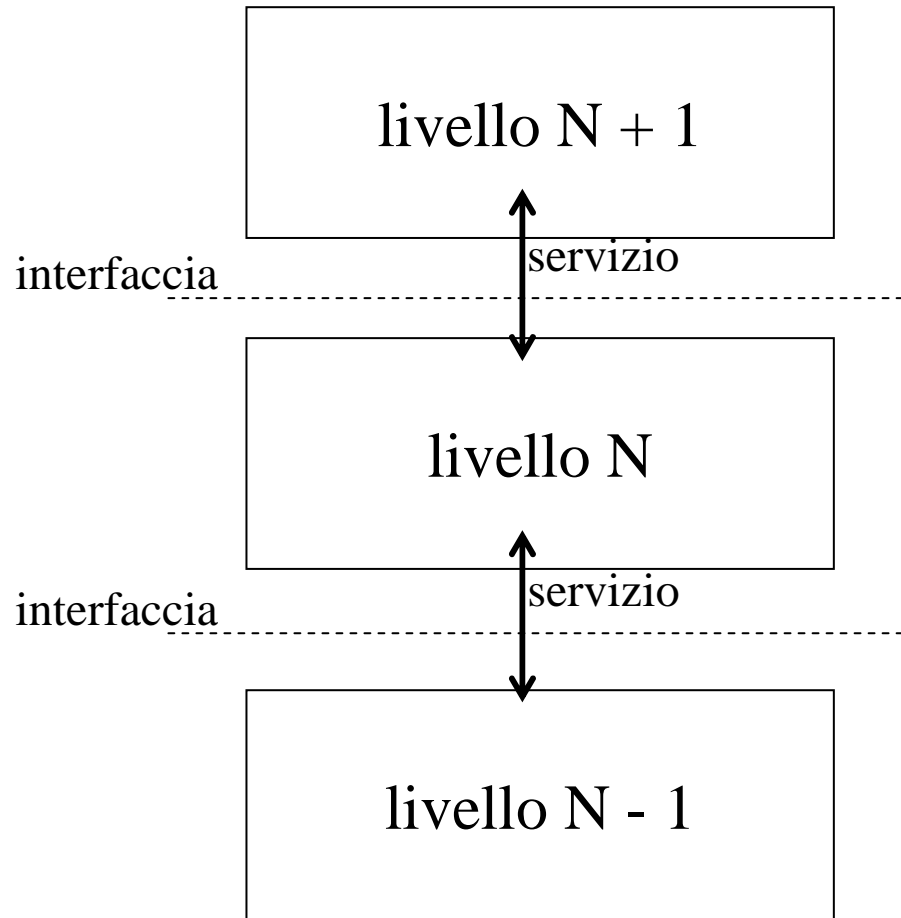 livello N + 1
servizio
interfaccia
livello N
servizio
interfaccia
livello N - 1